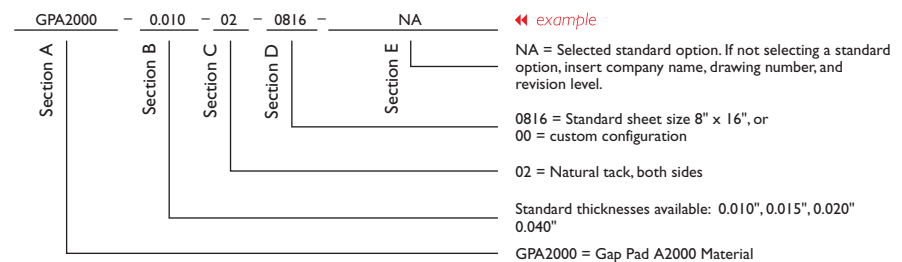 GPA2000 – 0.010 – 02 – 0816 – NA
example
Section A
Section B
Section C
Section D
Section E
NA = Selected standard option. If not selecting a standard
option, insert company name, drawing number, and
revision level.
0816 = Standard sheet size 8" x 16", or
00 = custom configuration
02 = Natural tack, both sides
Standard thicknesses available: 0.010", 0.015", 0.020"
0.040"
GPA2000 = Gap Pad A2000 Material